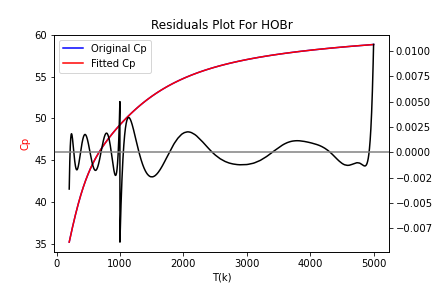 Residuals Plot For HOBr
Original Cp
Fitted Cp
60
55
50
45
40
35
Cp
0.0100
0.0075
0.0050
0.0025
0.0000
−0.0025
−0.0050
−0.0075
0 1000 2000 3000 4000 5000
T(k)